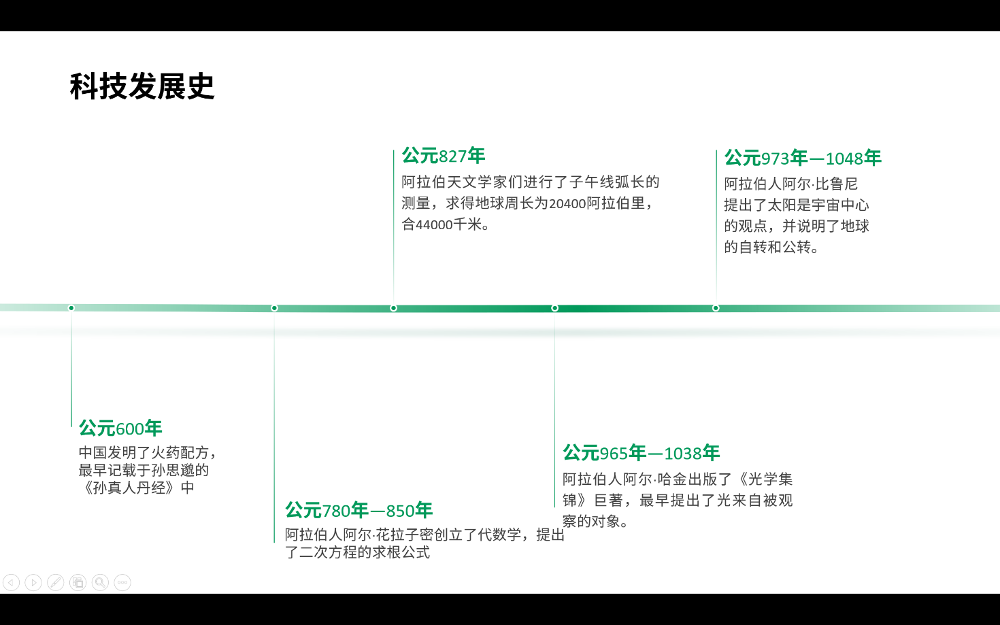 科技发展史
公元827年
阿拉伯天文学家们进行了子午线弧长的
测量，求得地球周长为20400阿拉伯里，
合44000千米。
公元973年—1048年
阿拉伯人阿尔·比鲁尼
提出了太阳是宇宙中心
的观点，并说明了地球
的自转和公转。
公元600年
中国发明了火药配方，
最早记载于孙思邈的
《孙真人丹经》中
公元780年—850年
阿拉伯人阿尔·花拉子密创立了代数学，提出
了二次方程的求根公式
公元965年—1038年
阿拉伯人阿尔·哈金出版了《光学集
锦》巨著，最早提出了光来自被观
察的对象。